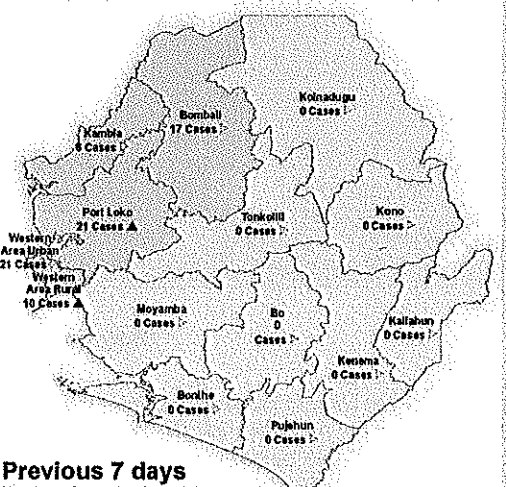 Koinadugu
0 Cases
Bombali
17 Cases
Kambia
6 Cases
Port Loko
21 Cases
Tonkolili
0 Cases
Kono
0 Cases
Western
Area Urban
21 Cases
Western
Area Rural
10 Cases
Moyamba
0 Cases
Bo
0
Cases
Kailahun
0 Cases
Kenema
0 Cases
Bonthe
0 Cases
Pujehun
0 Cases
Previous 7 days